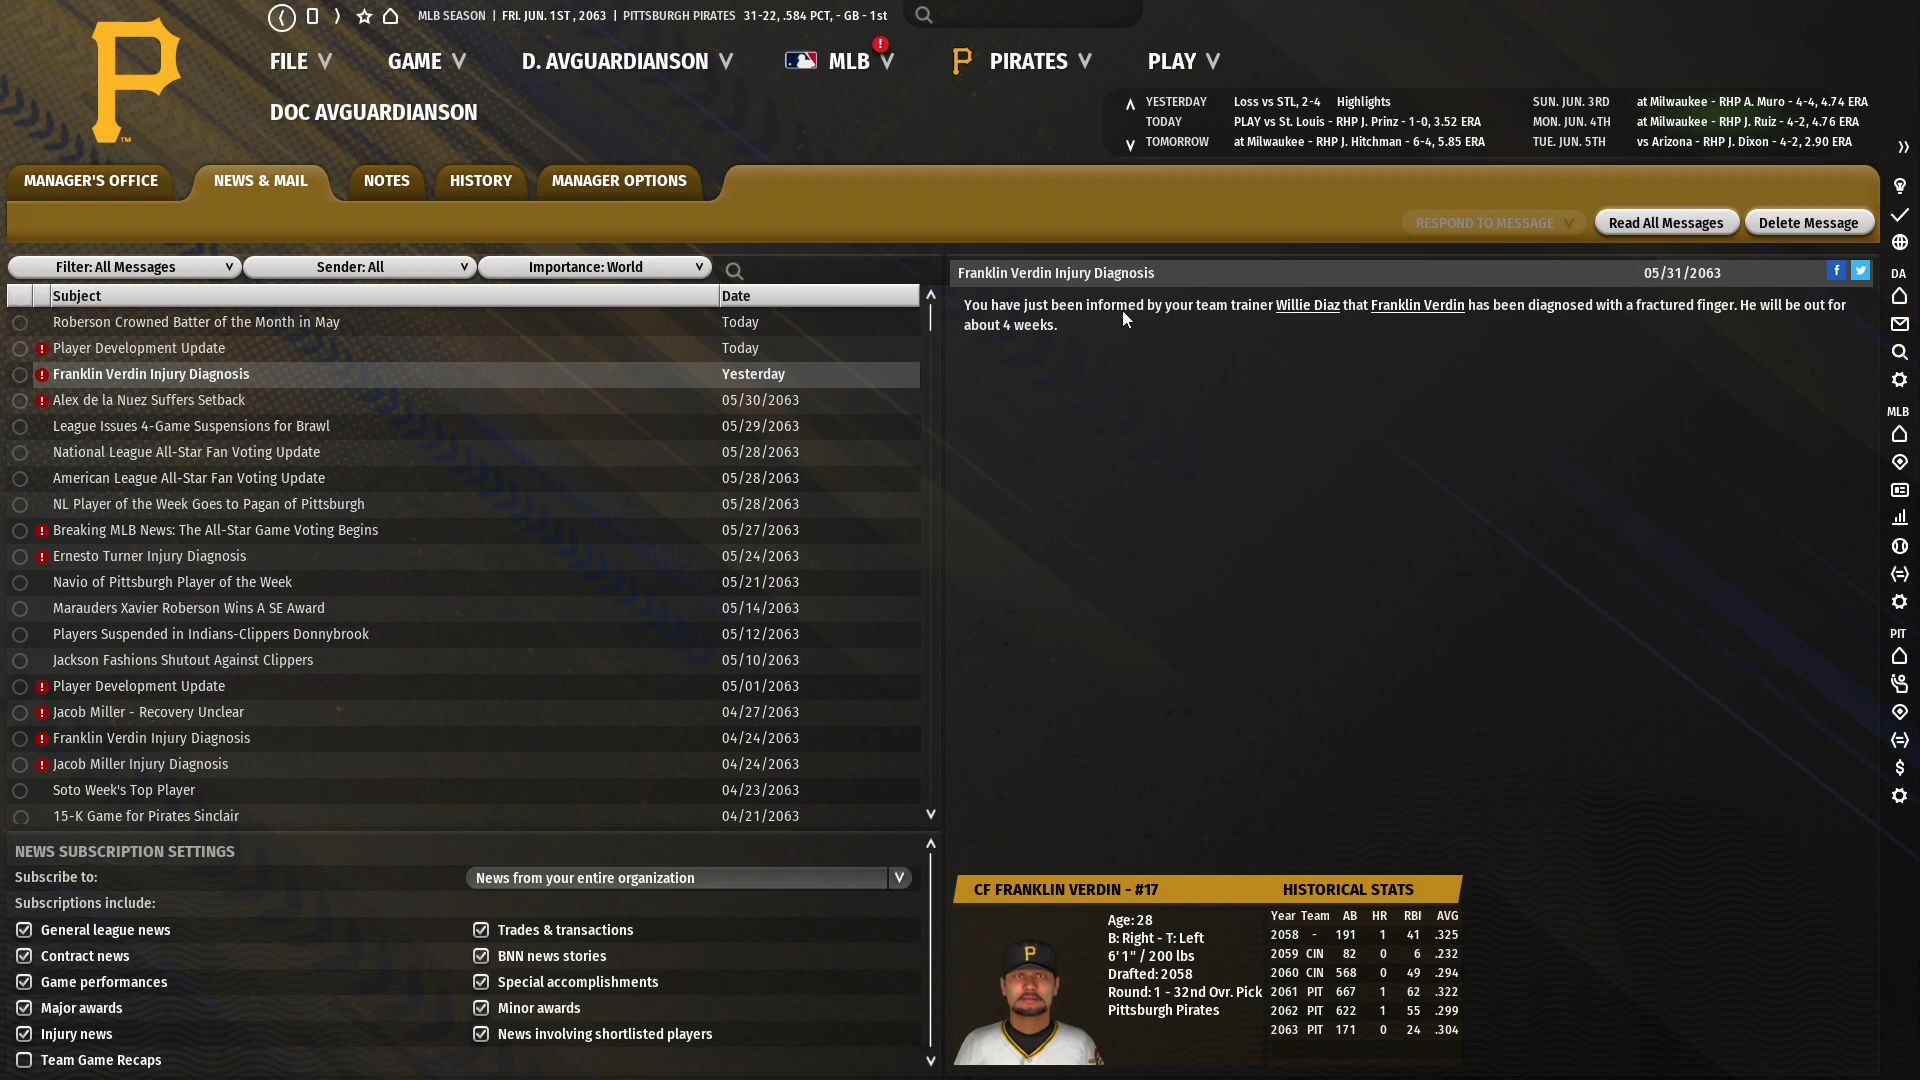 MLB SEASON | FRI. JUN. 1ST , 2063 | PITTSBURGH PIRATES 31-22, .584 PCT, - GB - 1st
FILE GAME D. AVGUARDIANSON MLB PIRATES PLAY
DOC AVGUARDIANSON
YESTERDAY Loss vs STL, 2-4 Highlights SUN. JUN. 3RD at Milwaukee - RHP A. Muro - 4-4, 4.74 ERA
TODAY PLAY vs St. Louis - RHP J. Prinz - 1-0, 3.52 ERA MON. JUN. 4TH at Milwaukee - RHP J. Ruiz - 4-2, 4.76 ERA
TOMORROW at Milwaukee - RHP J. Hitchman - 6-4, 5.85 ERA TUE. JUN. 5TH vs Arizona - RHP J. Dixon - 4-2, 2.90 ERA
MANAGER'S OFFICE NEWS & MAIL NOTES HISTORY MANAGER OPTIONS
RESPOND TO MESSAGE Read All Messages Delete Message
Filter: All Messages Sender: All Importance: World
Subject Date
Roberson Crowned Batter of the Month in May Today
Player Development Update Today
Franklin Verdin Injury Diagnosis Yesterday
Alex de la Nuez Suffers Setback 05/30/2063
League Issues 4-Game Suspensions for Brawl 05/29/2063
National League All-Star Fan Voting Update 05/28/2063
American League All-Star Fan Voting Update 05/28/2063
NL Player of the Week Goes to Pagan of Pittsburgh 05/28/2063
Breaking MLB News: The All-Star Game Voting Begins 05/27/2063
Ernesto Turner Injury Diagnosis 05/24/2063
Navio of Pittsburgh Player of the Week 05/21/2063
Marauders Xavier Roberson Wins A SE Award 05/14/2063
Players Suspended in Indians-Clippers Donnybrook 05/12/2063
Jackson Fashions Shutout Against Clippers 05/10/2063
Player Development Update 05/01/2063
Jacob Miller - Recovery Unclear 04/27/2063
Franklin Verdin Injury Diagnosis 04/24/2063
Jacob Miller Injury Diagnosis 04/24/2063
Soto Week's Top Player 04/23/2063
15-K Game for Pirates Sinclair 04/21/2063
NEWS SUBSCRIPTION SETTINGS
Subscribe to: News from your entire organization
Subscriptions include:
General league news Trades & transactions
Contract news BNN news stories
Game performances Special accomplishments
Major awards Minor awards
Injury news News involving shortlisted players
Team Game Recaps
Franklin Verdin Injury Diagnosis 05/31/2063
You have just been informed by your team trainer Willie Diaz that Franklin Verdin has been diagnosed with a fractured finger. He will be out for
about 4 weeks.
CF FRANKLIN VERDIN - #17 HISTORICAL STATS
Age: 28
B: Right - T: Left
6' 1" / 200 lbs
Drafted: 2058
Round: 1 - 32nd Ovr. Pick
Pittsburgh Pirates
Year Team AB HR RBI AVG
2058 - 191 1 41 .325
2059 CIN 82 0 6 .232
2060 CIN 568 0 49 .294
2061 PIT 667 1 62 .322
2062 PIT 622 1 55 .299
2063 PIT 171 0 24 .304
DA
MLB
PIT